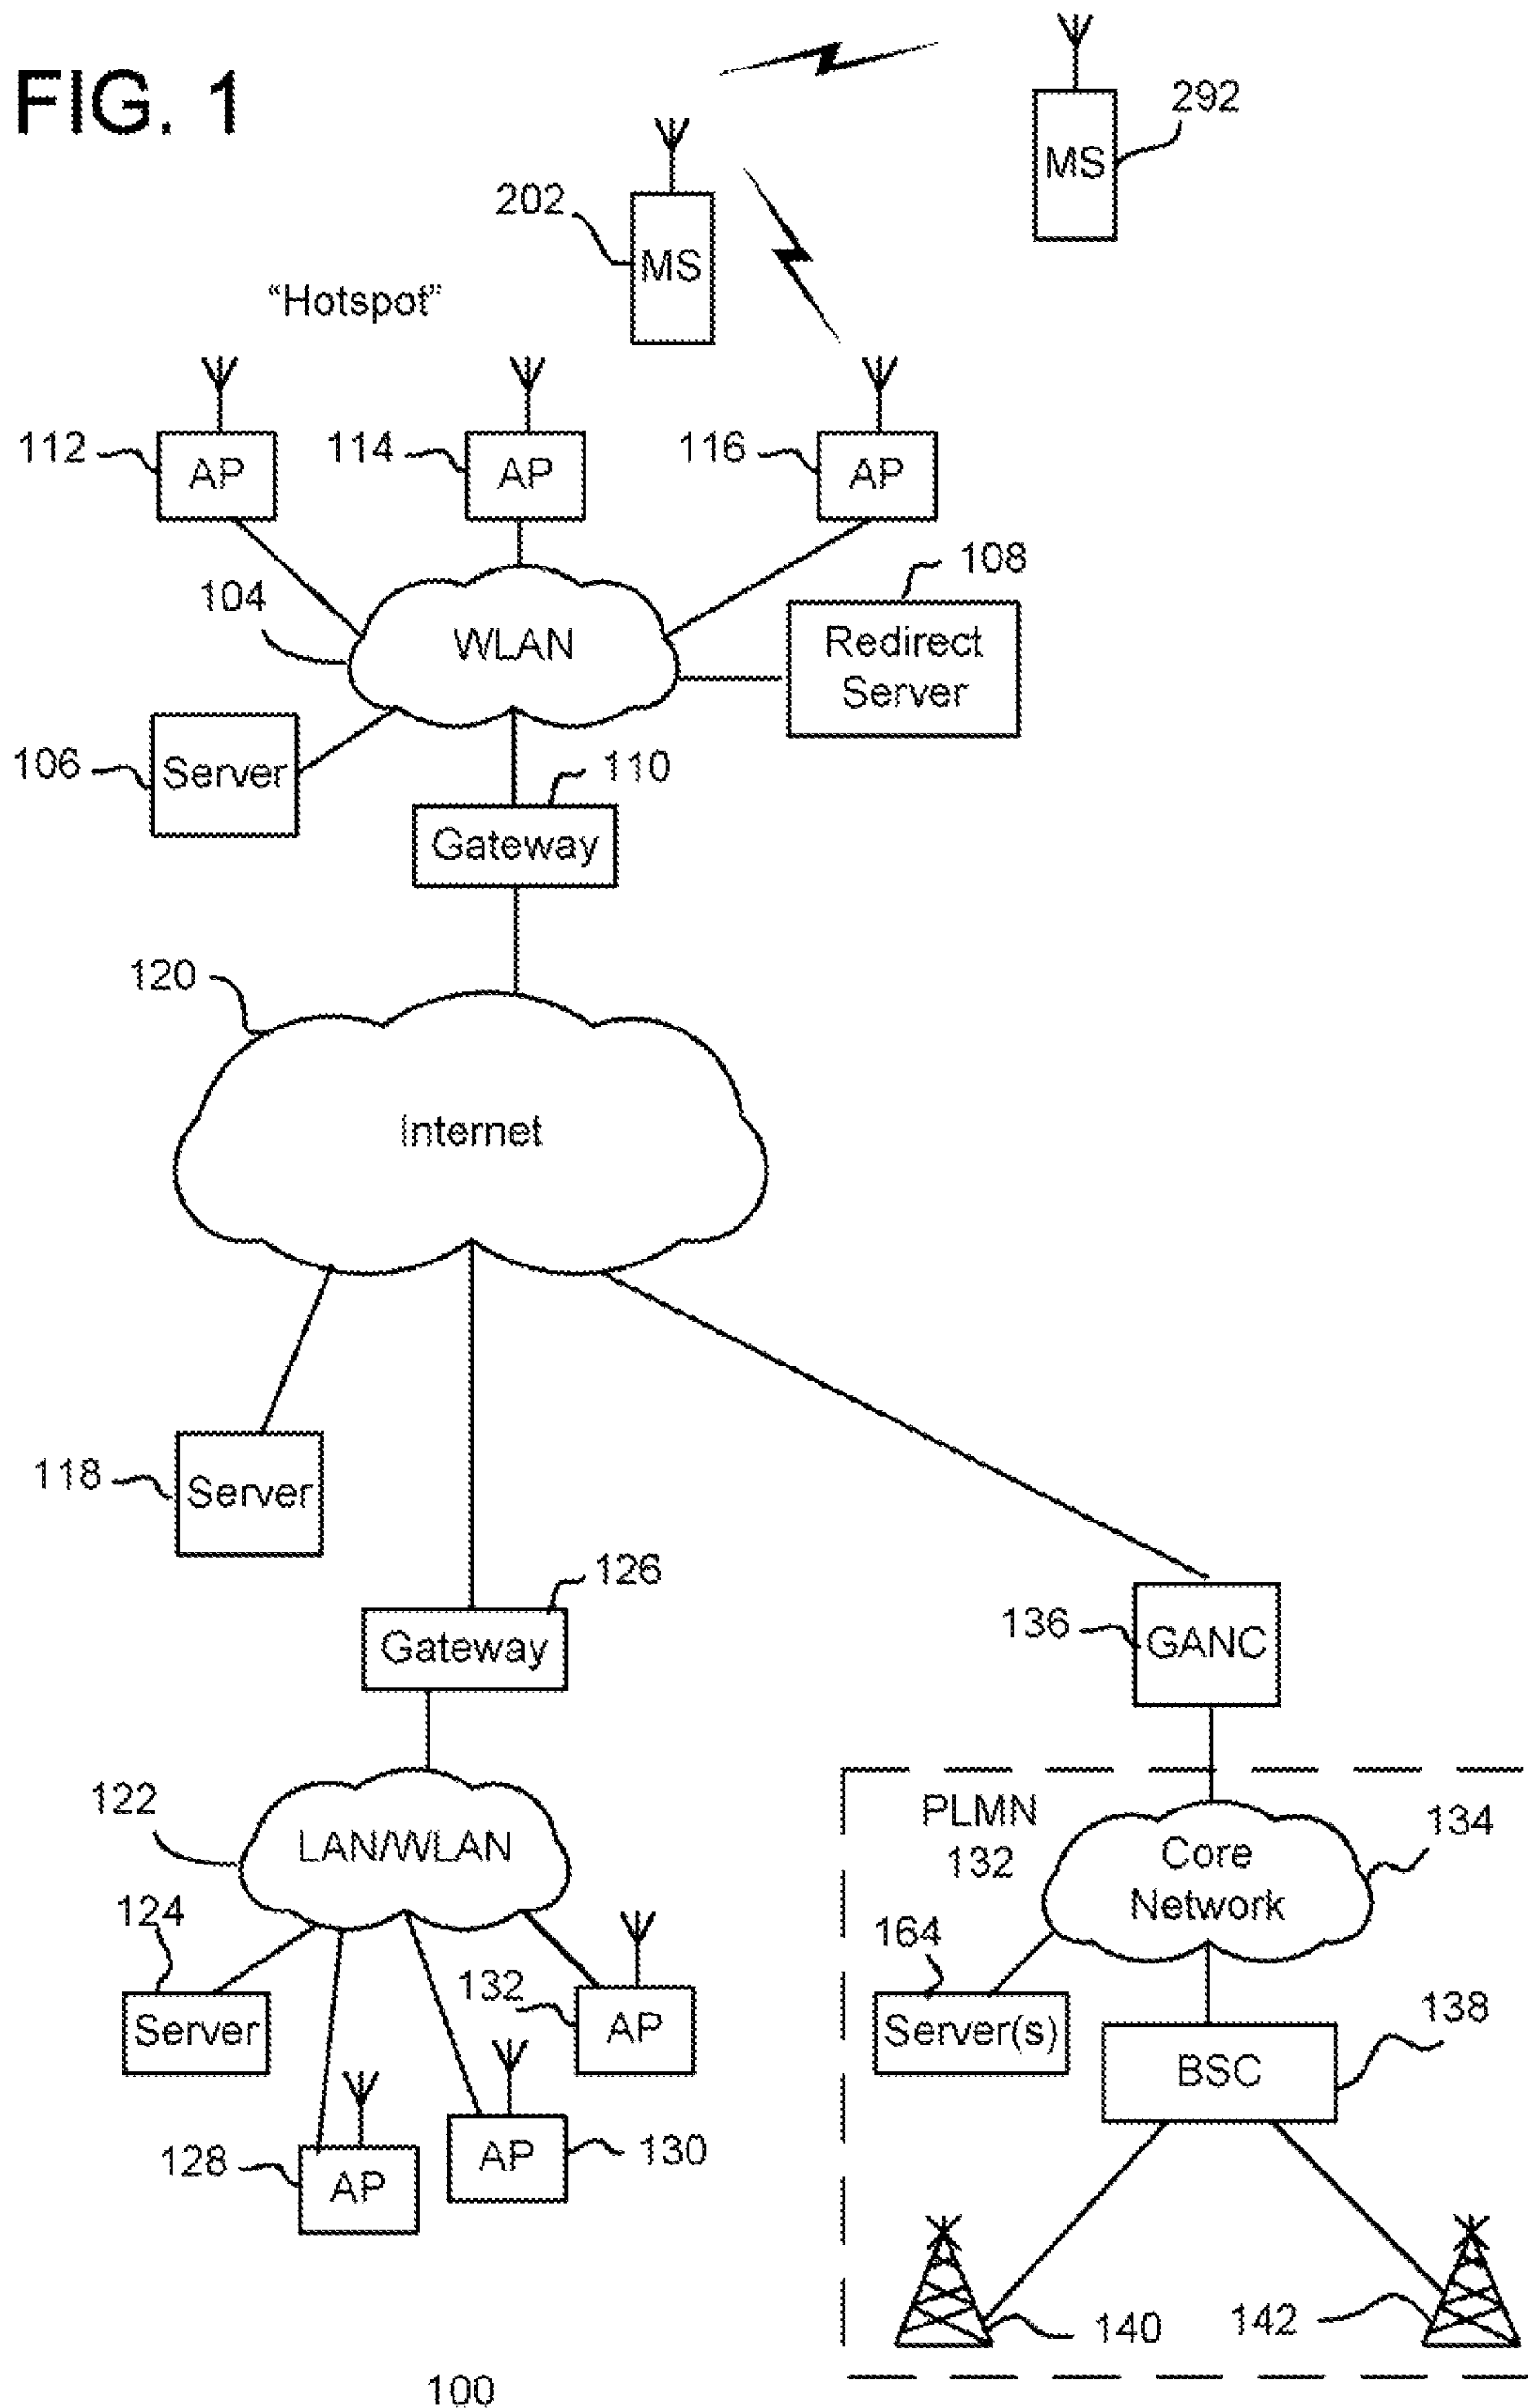 FIG. 1
292
MS
202
MS
“Hotspot”
112
AP
114
AP
116
AP
104
WLAN
108
Redirect
Server
106
Server
110
Gateway
120
Internet
118
Server
126
Gateway
136
GANC
122
LAN/WLAN
PLMN
132
Core
Network
134
124
Server
132
AP
164
Server(s)
138
BSC
128
AP
AP
130
140
142
100